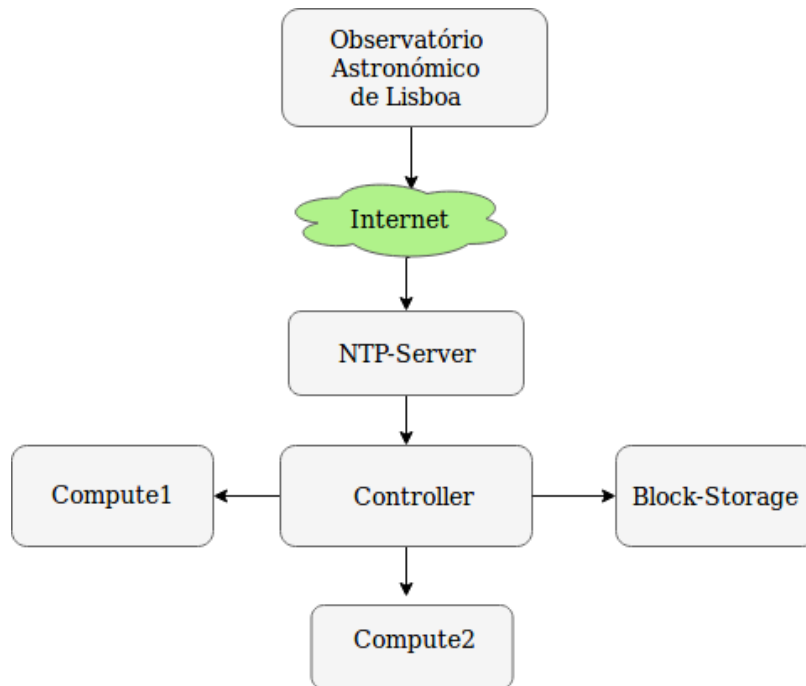 Observatório
Astronómico
de Lisboa
Internet
NTP-Server
Compute1
Controller
Block-Storage
Compute2